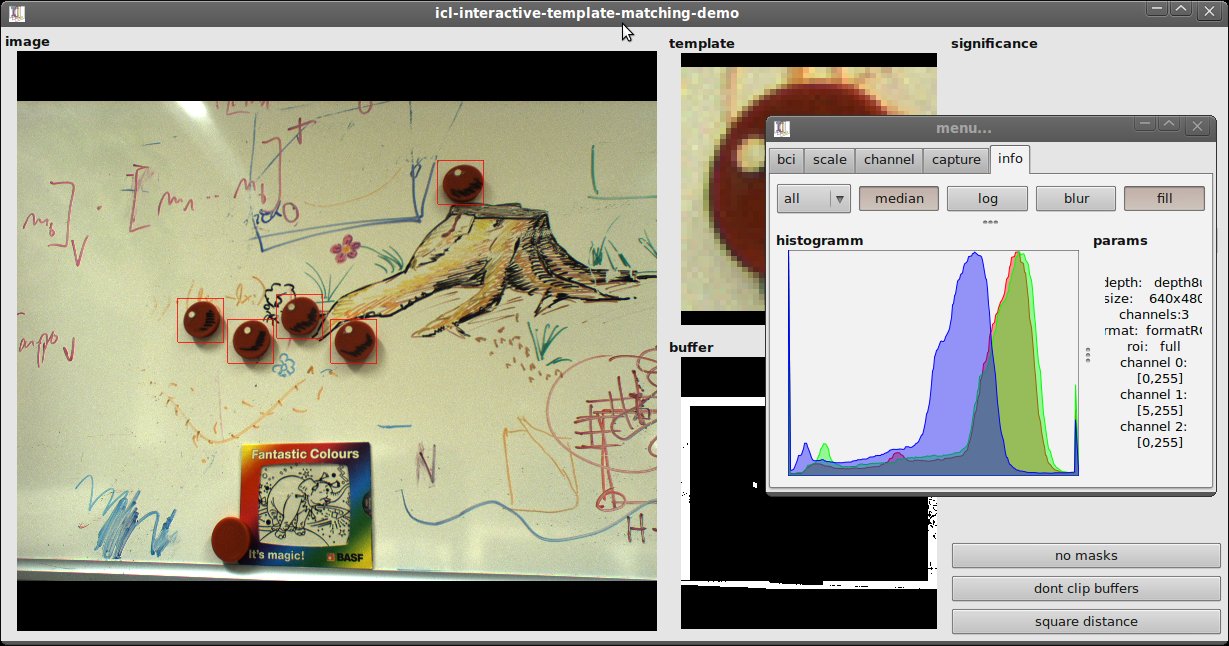 icl-interactive-template-matching-demo
image
template
significance
menu...
bci scale channel capture info
all median log blur fill
histogramm
params
depth: depth8u
size: 640x480
channels:3
rmat: formatRG
roi: full
channel 0:
[0,255]
channel 1:
[5,255]
channel 2:
[0,255]
buffer
Fantastic Colours
It's magic!
BASF
N
H
no masks
dont clip buffers
square distance